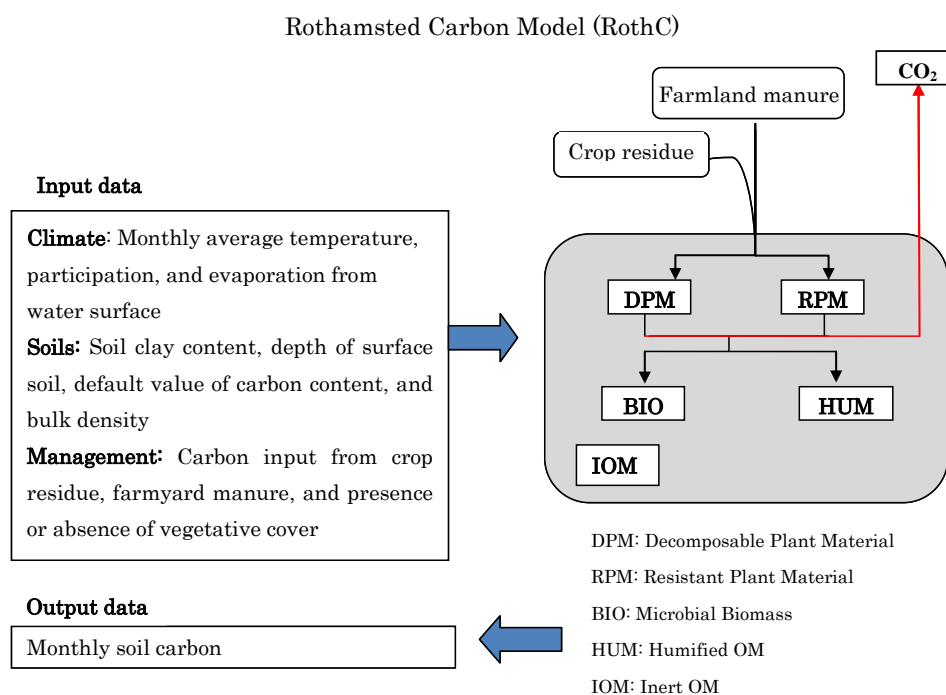 Rothamsted Carbon Model (RothC)
CO₂
Farmland manure
Crop residue
Input data
Climate: Monthly average temperature,
participation, and evaporation from
water surface
Soils: Soil clay content, depth of surface
soil, default value of carbon content, and
bulk density
Management: Carbon input from crop
residue, farmyard manure, and presence
or absence of vegetative cover
DPM
RPM
BIO
HUM
IOM
DPM: Decomposable Plant Material
RPM: Resistant Plant Material
BIO: Microbial Biomass
HUM: Humified OM
IOM: Inert OM
Output data
Monthly soil carbon